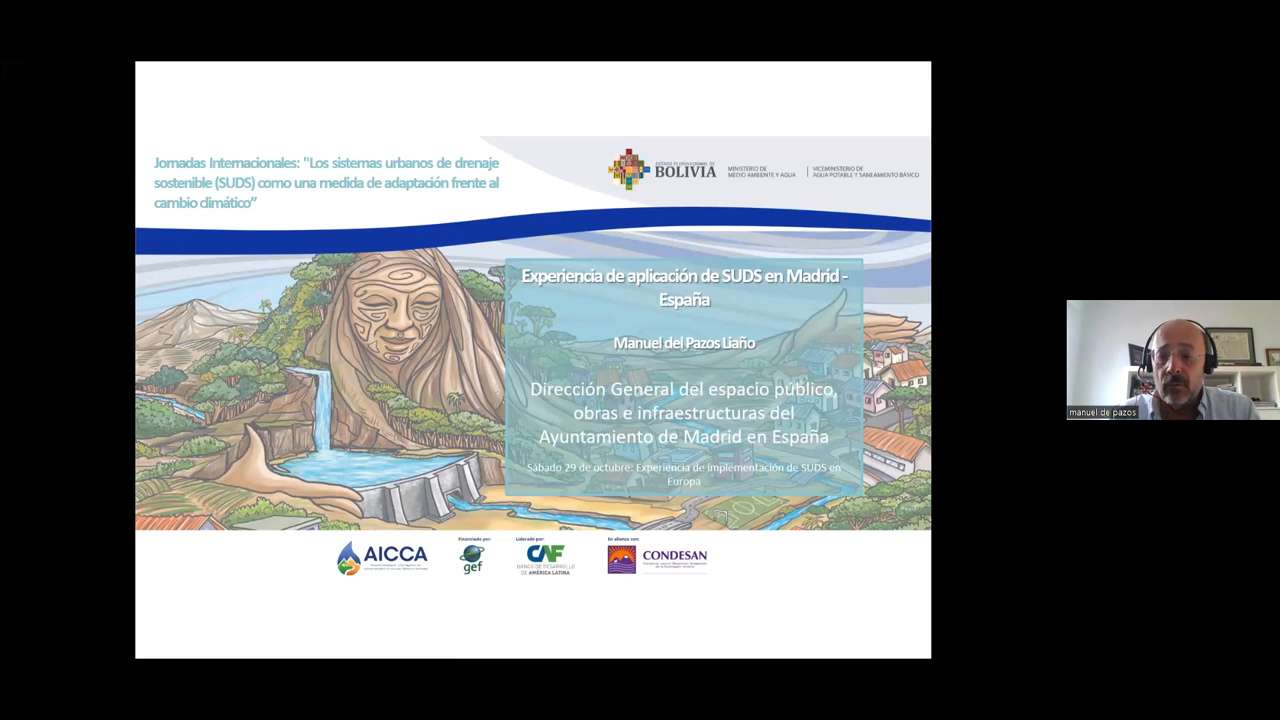 Jornadas Internacionales: "Los sistemas urbanos de drenaje
sostenible (SUDS) como una medida de adaptación frente al
cambio climático"
ESTADO PLURINACIONAL DE
BOLIVIA
MINISTERIO DE
MEDIO AMBIENTE Y AGUA
VICEMINISTERIO DE
AGUA POTABLE Y SANEAMIENTO BÁSICO
Experiencia de aplicación de SUDS en Madrid -
España
Manuel del Pazos Liaño
Dirección General del espacio público,
obras e infraestructuras del
Ayuntamiento de Madrid en España
Sábado 29 de octubre: Experiencia de implementación de SUDS en
Europa
manuel de pazos
AICCA
Financiado por:
gef
Liderado por:
CAF
BANCO DE DESARROLLO
DE AMÉRICA LATINA
En alianza con:
CONDESAN